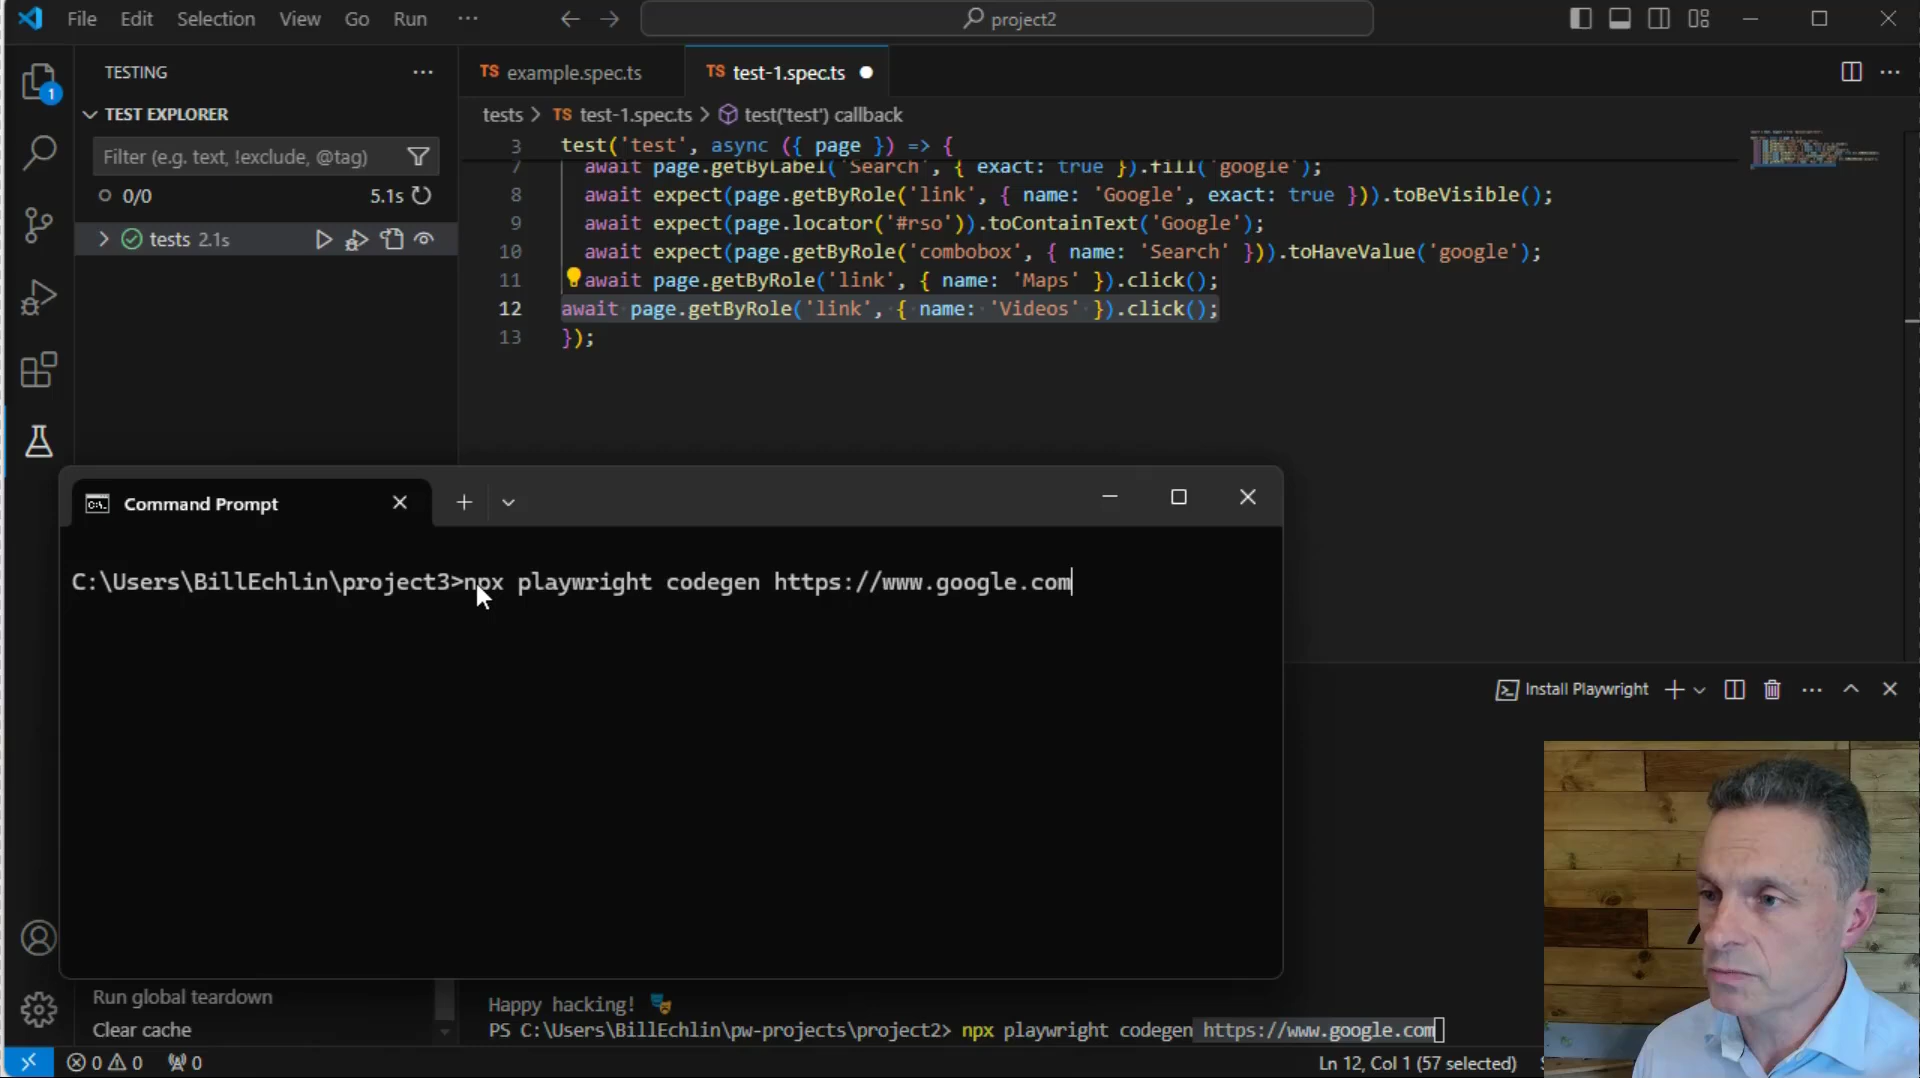 File Edit Selection View Go Run ... project2
TESTING
TEST EXPLORER
Filter (e.g. text, !exclude, @tag)
0/0 5.1s
tests 2.1s
TS example.spec.ts
TS test-1.spec.ts
tests > TS test-1.spec.ts > test('test') callback
3 test('test', async ({ page }) => {
7 await page.getByLabel('Search', { exact: true }).fill('google');
8 await expect(page.getByRole('link', { name: 'Google', exact: true })).toBeVisible();
9 await expect(page.locator('#rso')).toContainText('Google');
10 await expect(page.getByRole('combobox', { name: 'Search' })).toHaveValue('google');
11 await page.getByRole('link', { name: 'Maps' }).click();
12 await page.getByRole('link', { name: 'Videos' }).click();
13 });
1
Command Prompt
C:\Users\BillEchlin\project3>npx playwright codegen https://www.google.com
Install Playwright
Run global teardown
Clear cache
Happy hacking!
PS C:\Users\BillEchlin\pw-projects\project2> npx playwright codegen https://www.google.com
0 0 0
Ln 12, Col 1 (57 selected)